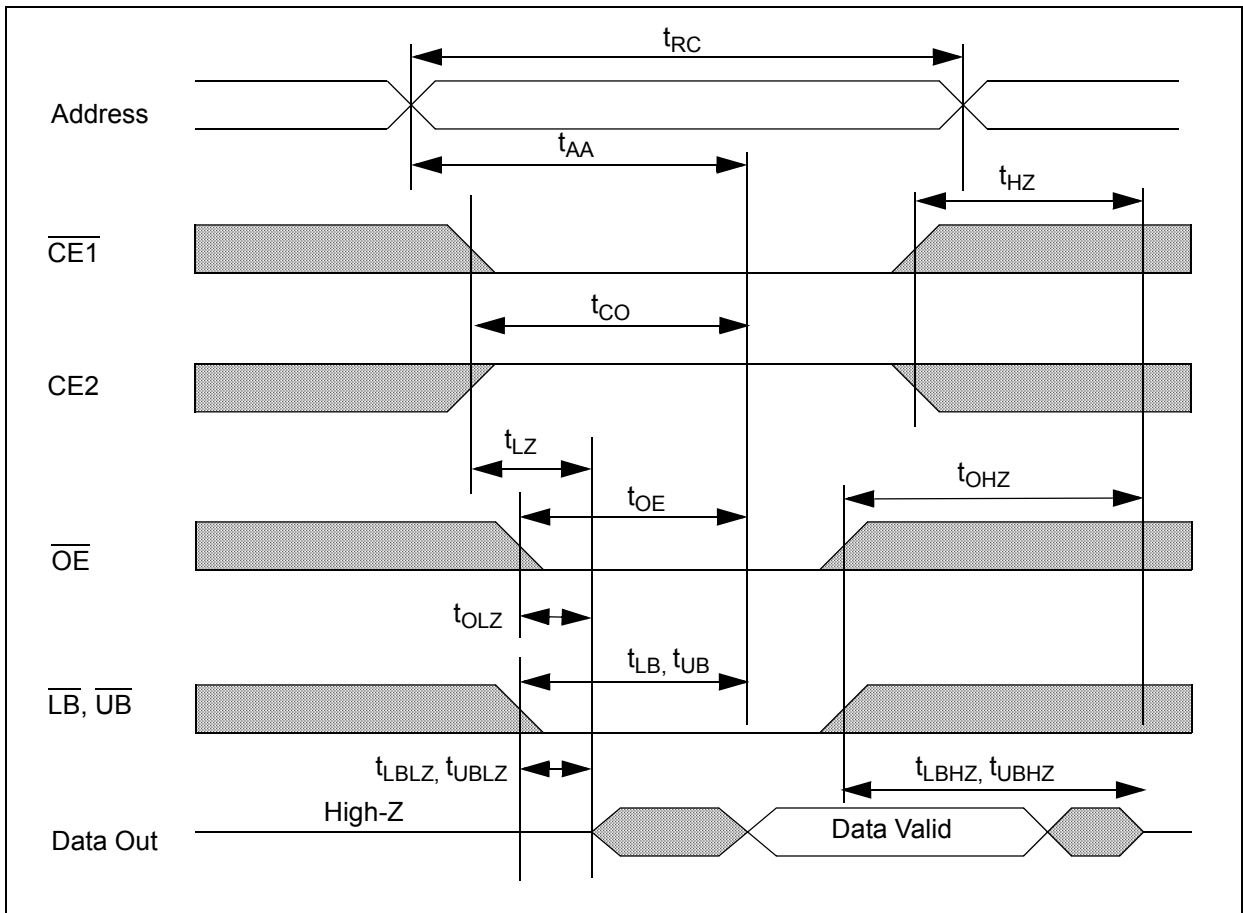 tRC
Address
tAA
tHZ
CE1
tCO
CE2
tLZ
tOHZ
tOE
OE
tOLZ
tLB, tUB
LB, UB
tLBLZ, tUBLZ
tLBHZ, tUBHZ
High-Z
Data Valid
Data Out